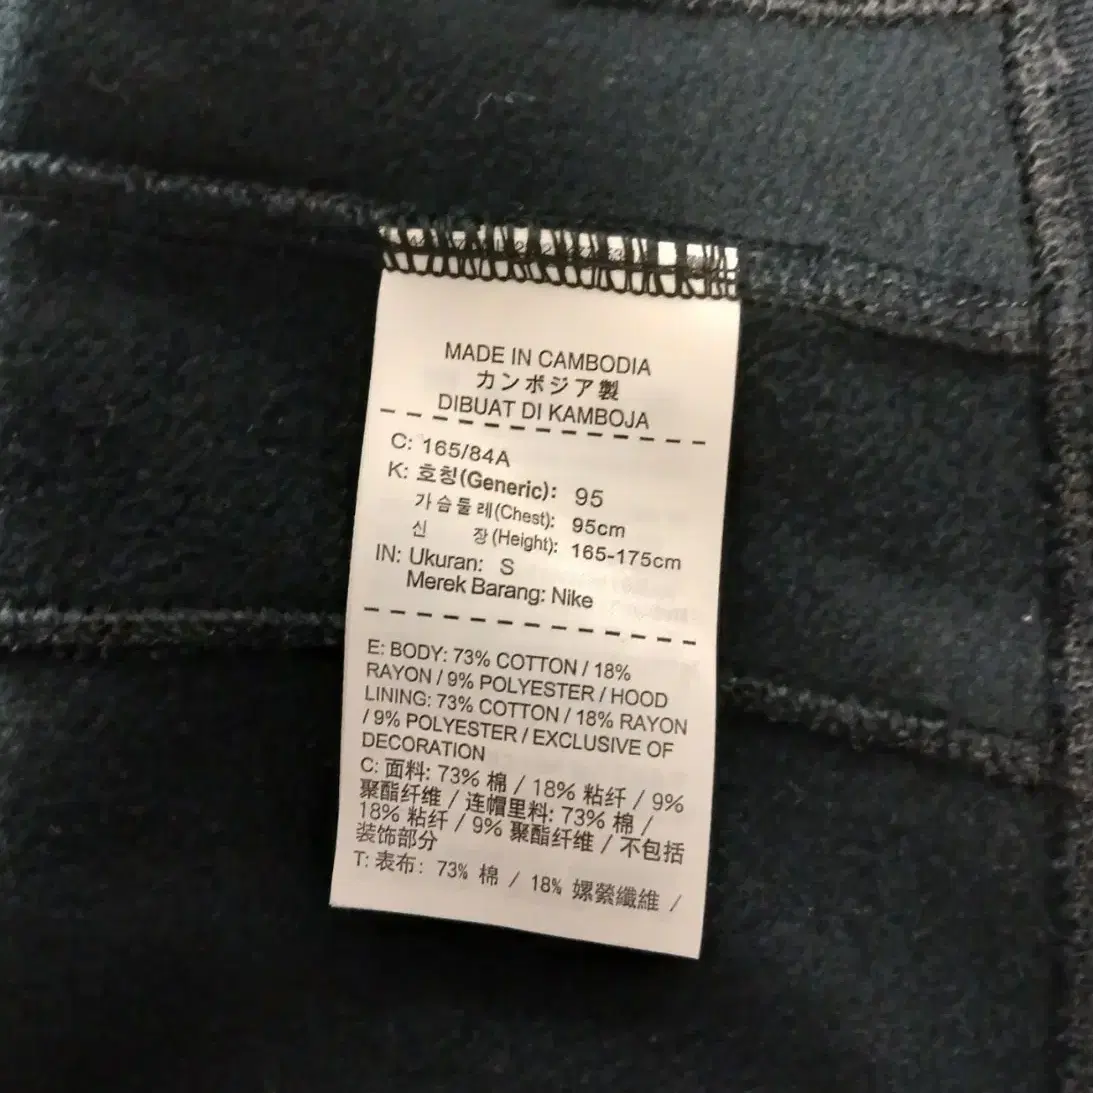 MADE IN CAMBODIA
カンボジア製
DIBUAT DI KAMBOJA
C: 165/84A
K: 호칭(Generic): 95
가슴둘레(Chest): 95cm
신 장(Height): 165-175cm
IN: Ukuran: S
Merek Barang: Nike
E: BODY: 73% COTTON / 18%
RAYON / 9% POLYESTER / HOOD
LINING: 73% COTTON / 18% RAYON
/ 9% POLYESTER / EXCLUSIVE OF
DECORATION
C: 面料: 73% 棉 / 18% 粘纤 / 9%
聚酯纤维 / 连帽里料: 73% 棉 /
18% 粘纤 / 9% 聚酯纤维 / 不包括
装饰部分
T: 表布: 73% 棉 / 18% 嫘縈纖維 /